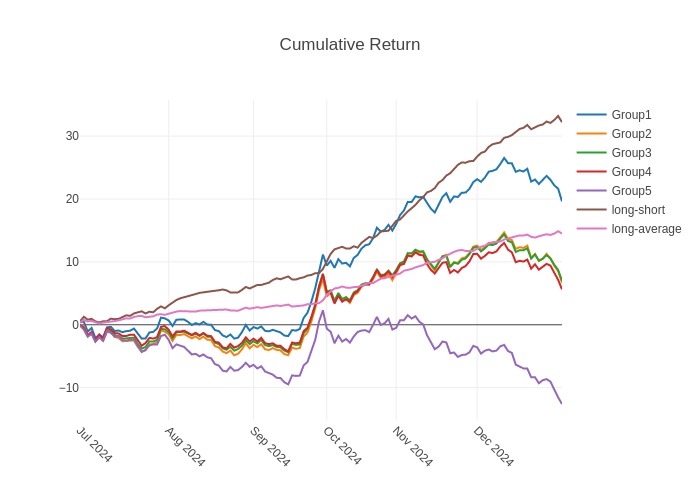 Cumulative Return
30
20
10
0
−10
Jul 2024
Aug 2024
Sep 2024
Oct 2024
Nov 2024
Dec 2024
Group1
Group2
Group3
Group4
Group5
long-short
long-average